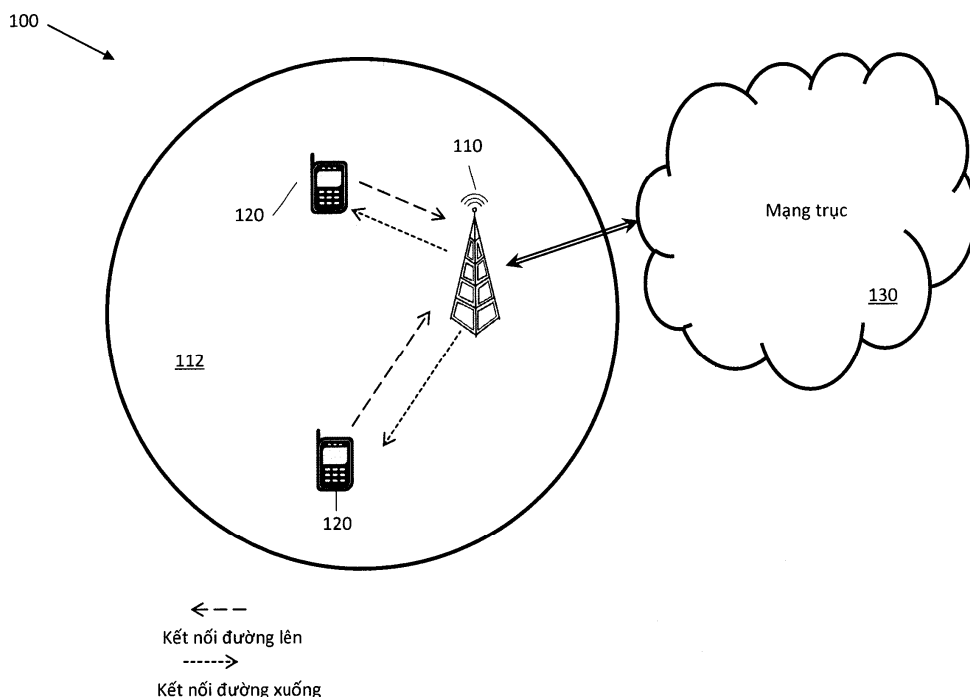 100
110
120
Mạng trục
130
112
120
Kết nối đường lên
Kết nối đường xuống